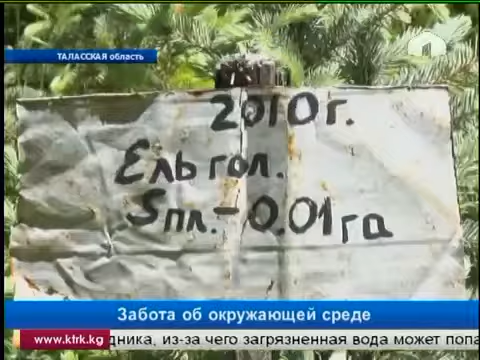 ТАЛАССКАЯ область
2010г.
Ель гол.
Sпл.-0.01га
Забота об окружающей среде
www.ktrk.kg дника, из-за чего загрязненная вода может попа